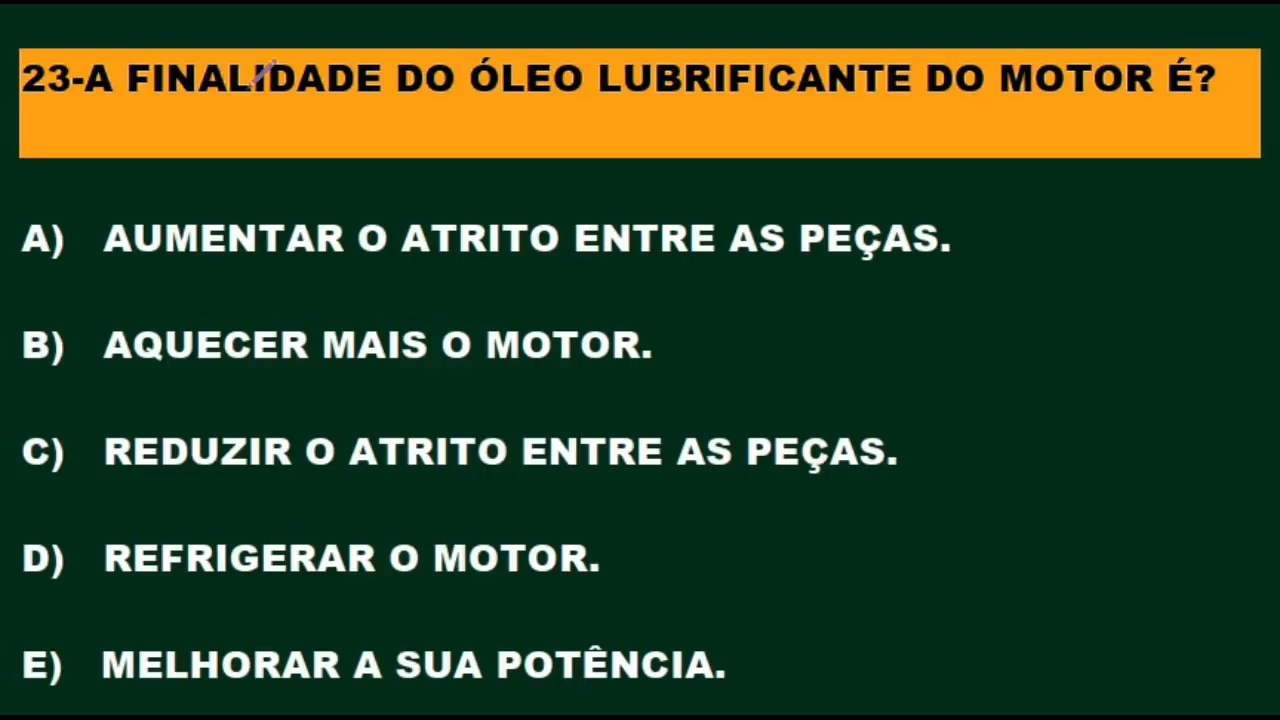 23-A FINALIDADE DO ÓLEO LUBRIFICANTE DO MOTOR É?
A) AUMENTAR O ATRITO ENTRE AS PEÇAS.
B) AQUECER MAIS O MOTOR.
C) REDUZIR O ATRITO ENTRE AS PEÇAS.
D) REFRIGERAR O MOTOR.
E) MELHORAR A SUA POTÊNCIA.